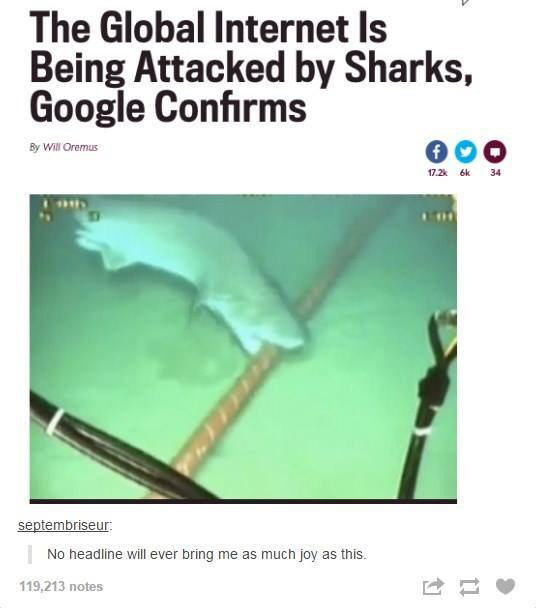 The Global Internet Is
Being Attacked by Sharks,
Google Confirms
By Will Oremus
17.2k 6k 34
septembriseur:
No headline will ever bring me as much joy as this.
119,213 notes